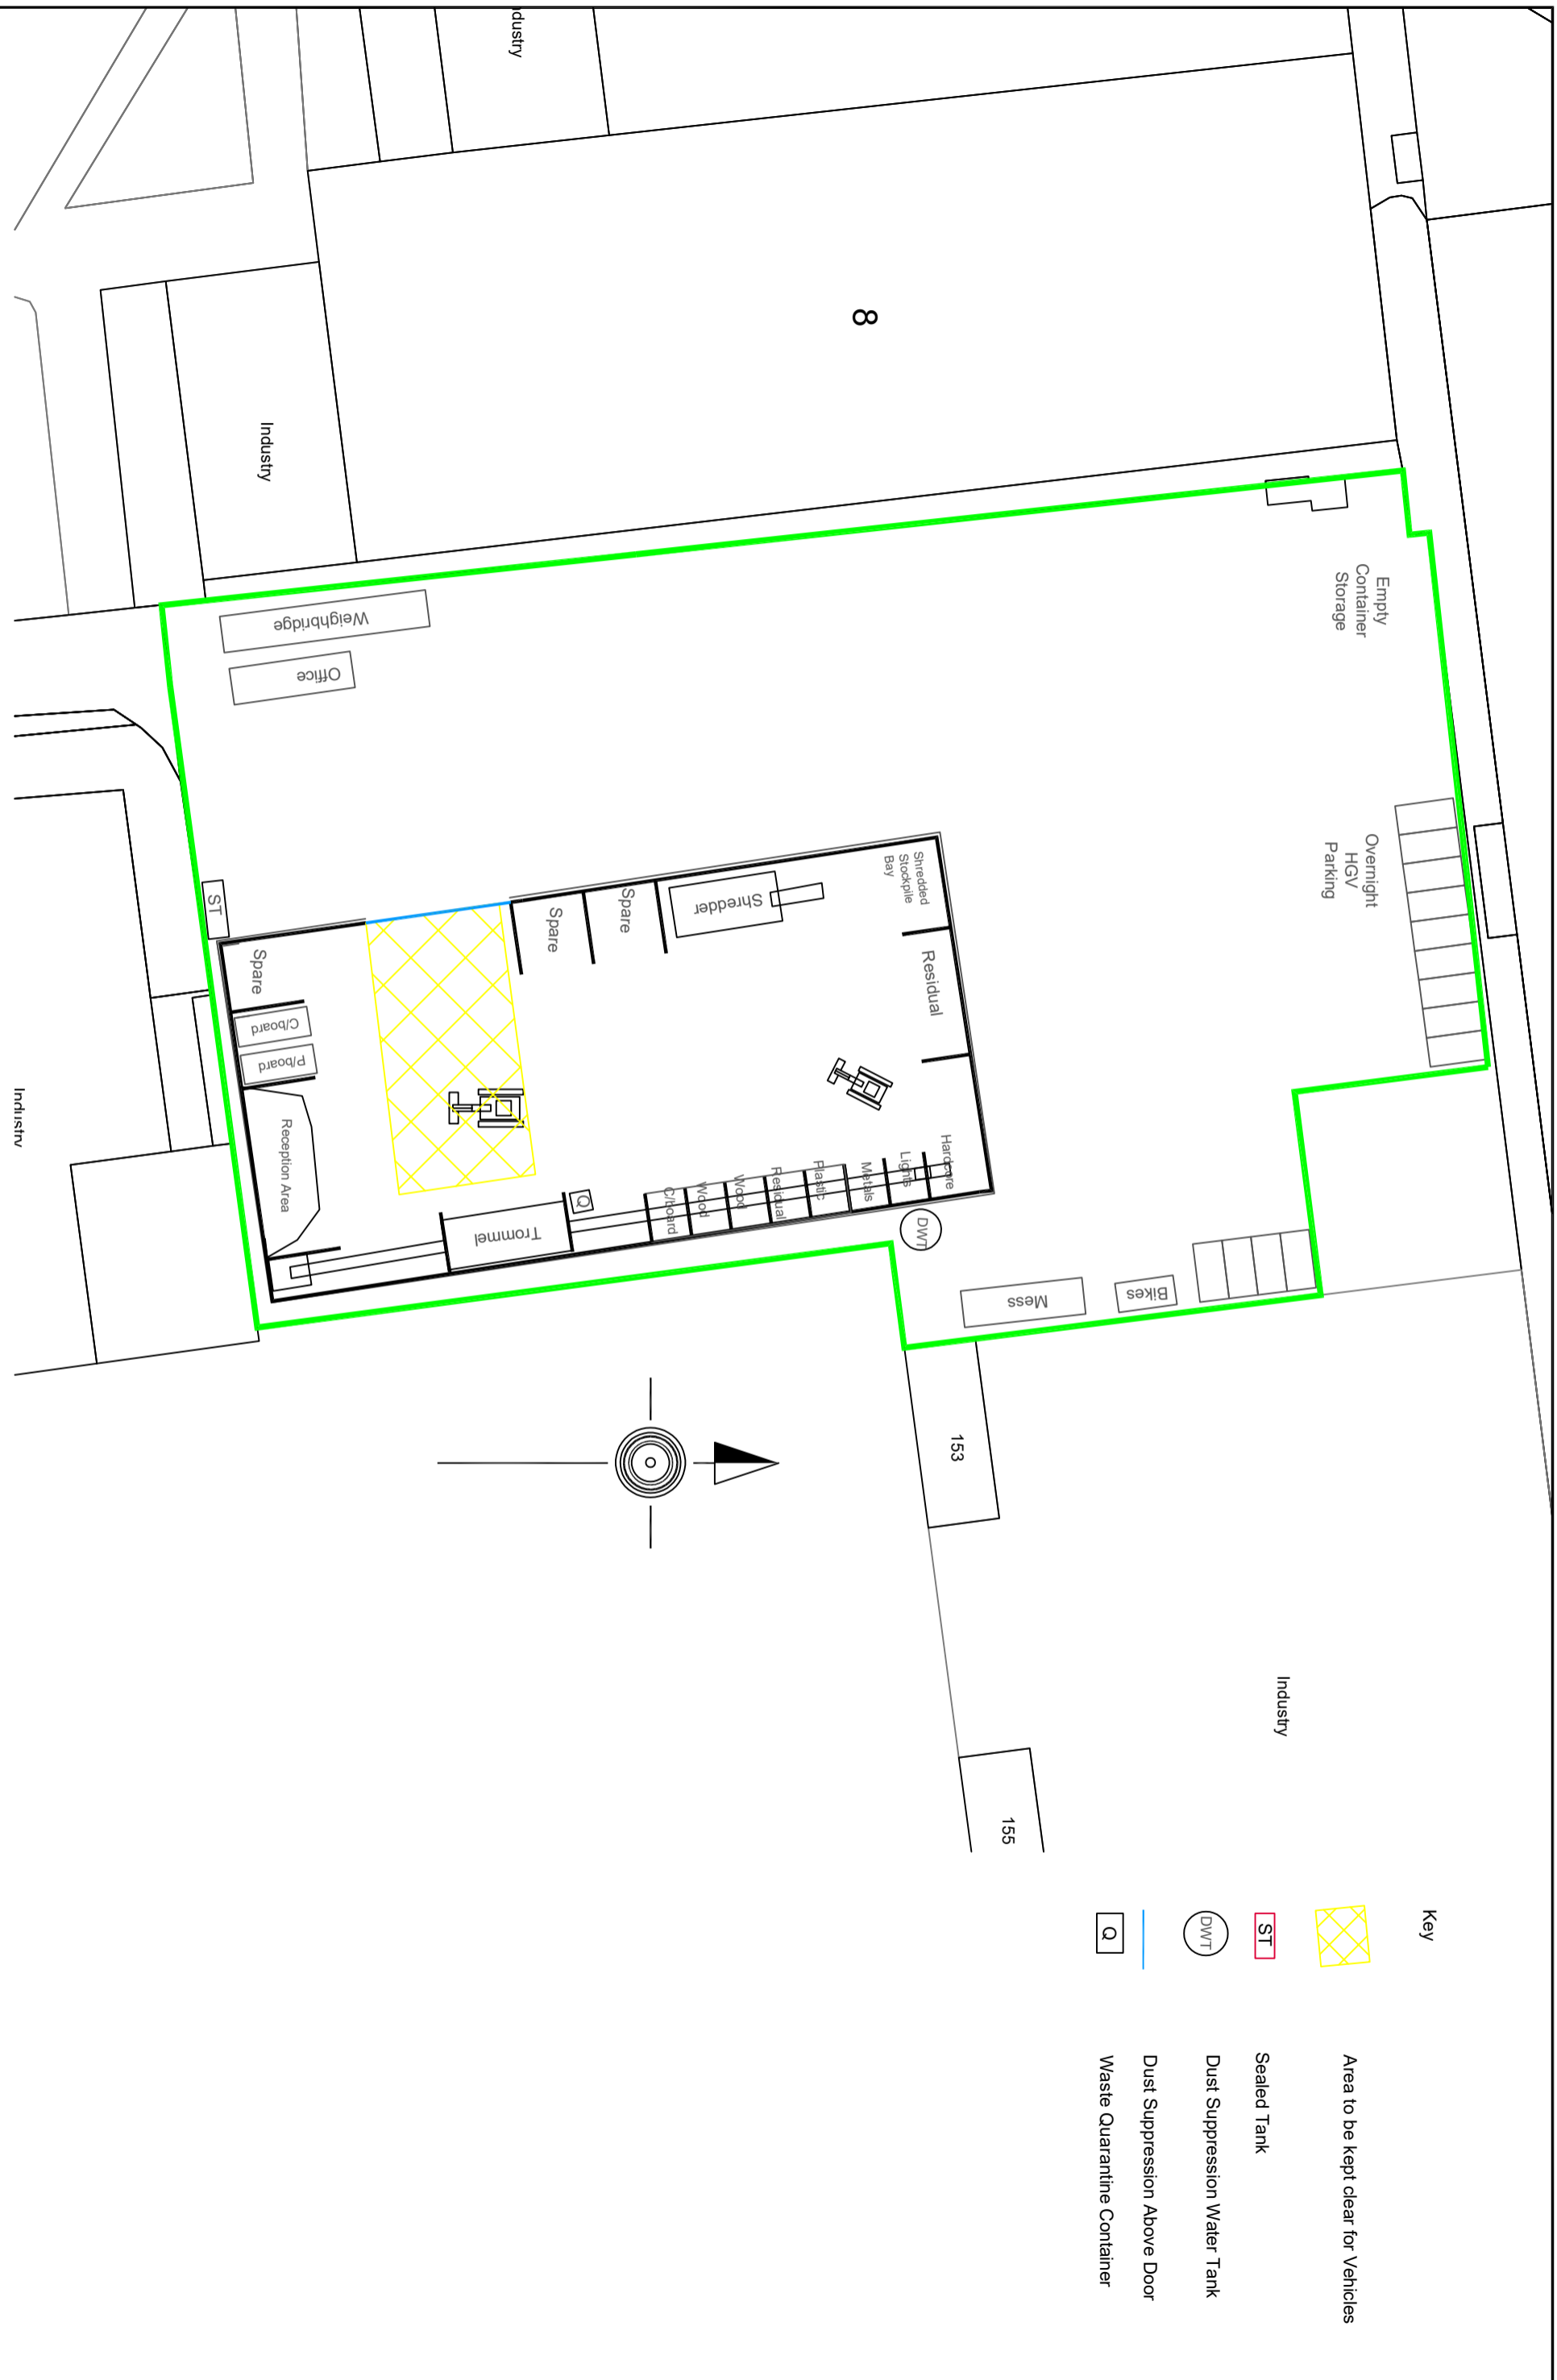 Industry
8
Industry
Empty
Container
Storage
Weighbridge
Office
Overnight
HGV
Parking
ST
Shredded
Stockpile
Bay
Shredder
Spare
Spare
Spare
Residual
C/board
P/board
Reception Area
Industry
Hardcore
Lights
Metals
Plastic
Residual
Wood
Wood
C/board
Q
Trommel
DWT
Mess
Bikes
153
Industry
155
Key
Area to be kept clear for Vehicles
ST
Sealed Tank
DWT
Dust Suppression Water Tank
Dust Suppression Above Door
Q
Waste Quarantine Container